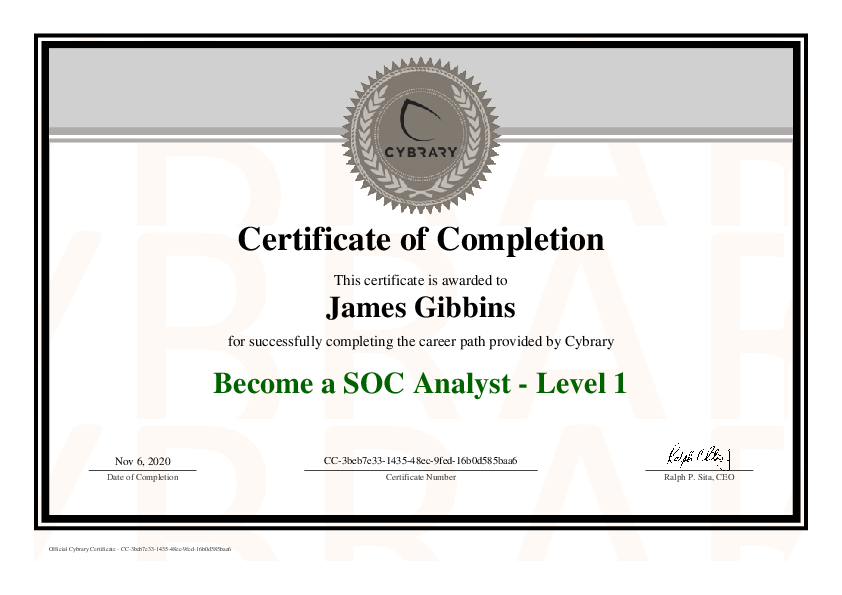 CYBRARY
Certificate of Completion
This certificate is awarded to
James Gibbins
for successfully completing the career path provided by Cybrary
Become a SOC Analyst - Level 1
Nov 6, 2020
Date of Completion
CC-3beb7e33-1435-48ec-9fed-16b0d585baa6
Certificate Number
Ralph P. Sita, CEO
Official Cybrary Certificate - CC-3beb7e33-1435-48ec-9fed-16b0d585baa6